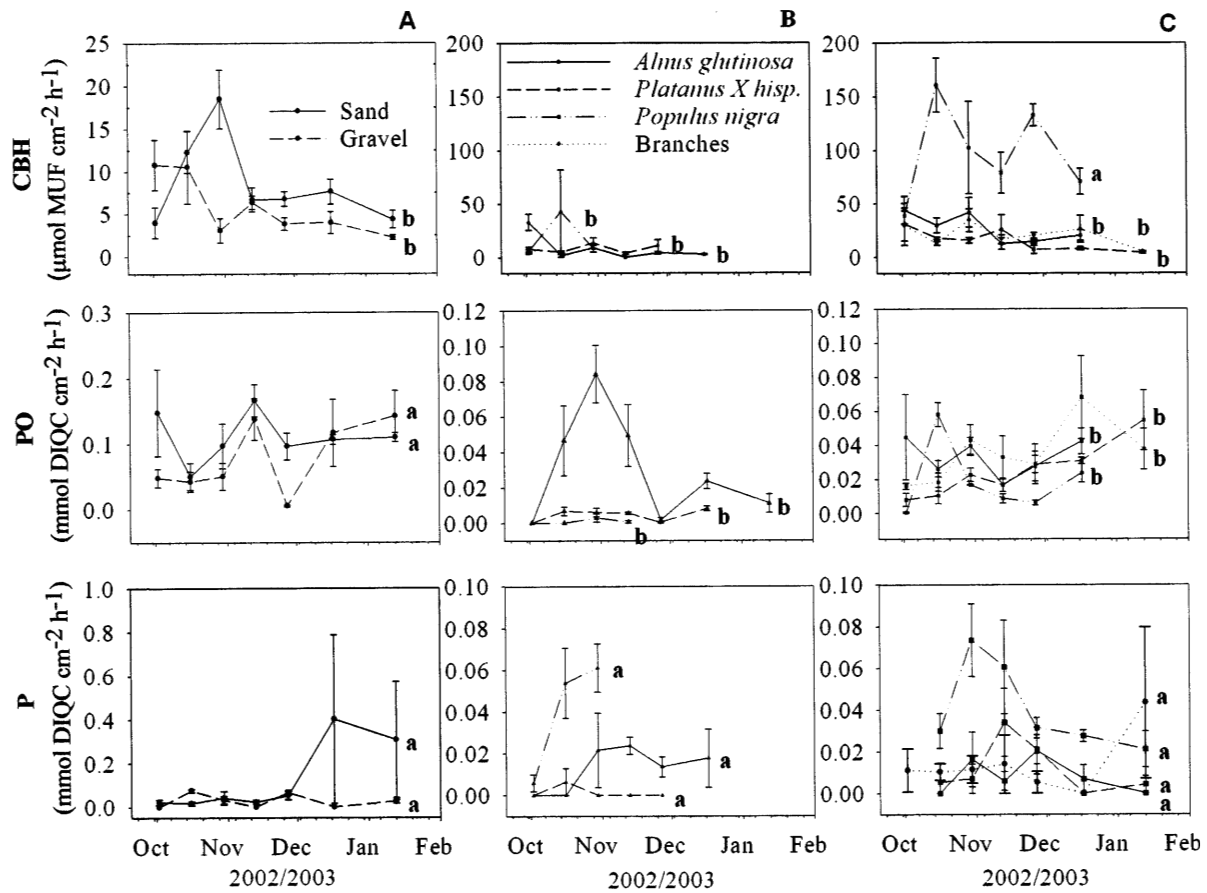 A
B
C
CBH
(µmol MUF cm-2 h-1)
25
20
15
10
5
0
Sand
Gravel
b
b
200
150
100
50
0
Alnus glutinosa
Platanus X hisp.
Populus nigra
Branches
b
b
b
200
150
100
50
0
a
b
b
b
PO
(mmol DIQC cm-2 h-1)
0.3
0.2
0.1
0.0
a
a
0.12
0.10
0.08
0.06
0.04
0.02
0.00
b
b
b
0.12
0.10
0.08
0.06
0.04
0.02
0.00
b
b
b
b
P
(mmol DIQC cm-2 h-1)
1.0
0.8
0.6
0.4
0.2
0.0
a
a
0.10
0.08
0.06
0.04
0.02
0.00
a
a
a
0.10
0.08
0.06
0.04
0.02
0.00
a
a
a
a
Oct Nov Dec Jan Feb
2002/2003
Oct Nov Dec Jan Feb
2002/2003
Oct Nov Dec Jan Feb
2002/2003